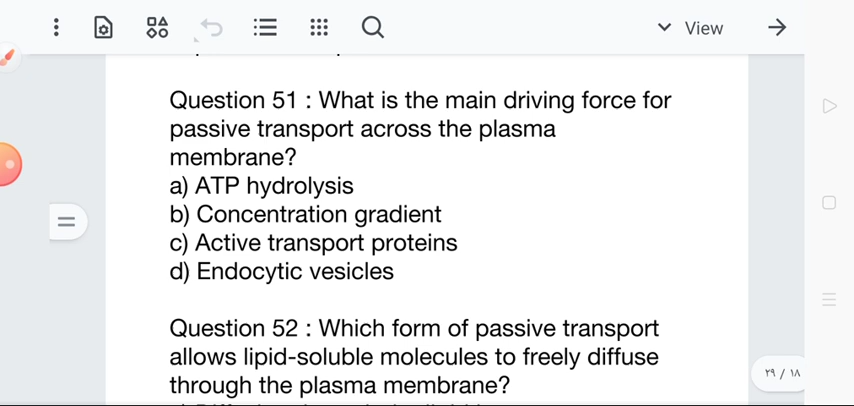 View
Question 51 : What is the main driving force for
passive transport across the plasma
membrane?
a) ATP hydrolysis
b) Concentration gradient
c) Active transport proteins
d) Endocytic vesicles
Question 52 : Which form of passive transport
allows lipid-soluble molecules to freely diffuse
through the plasma membrane?
٢٩ / ١٨